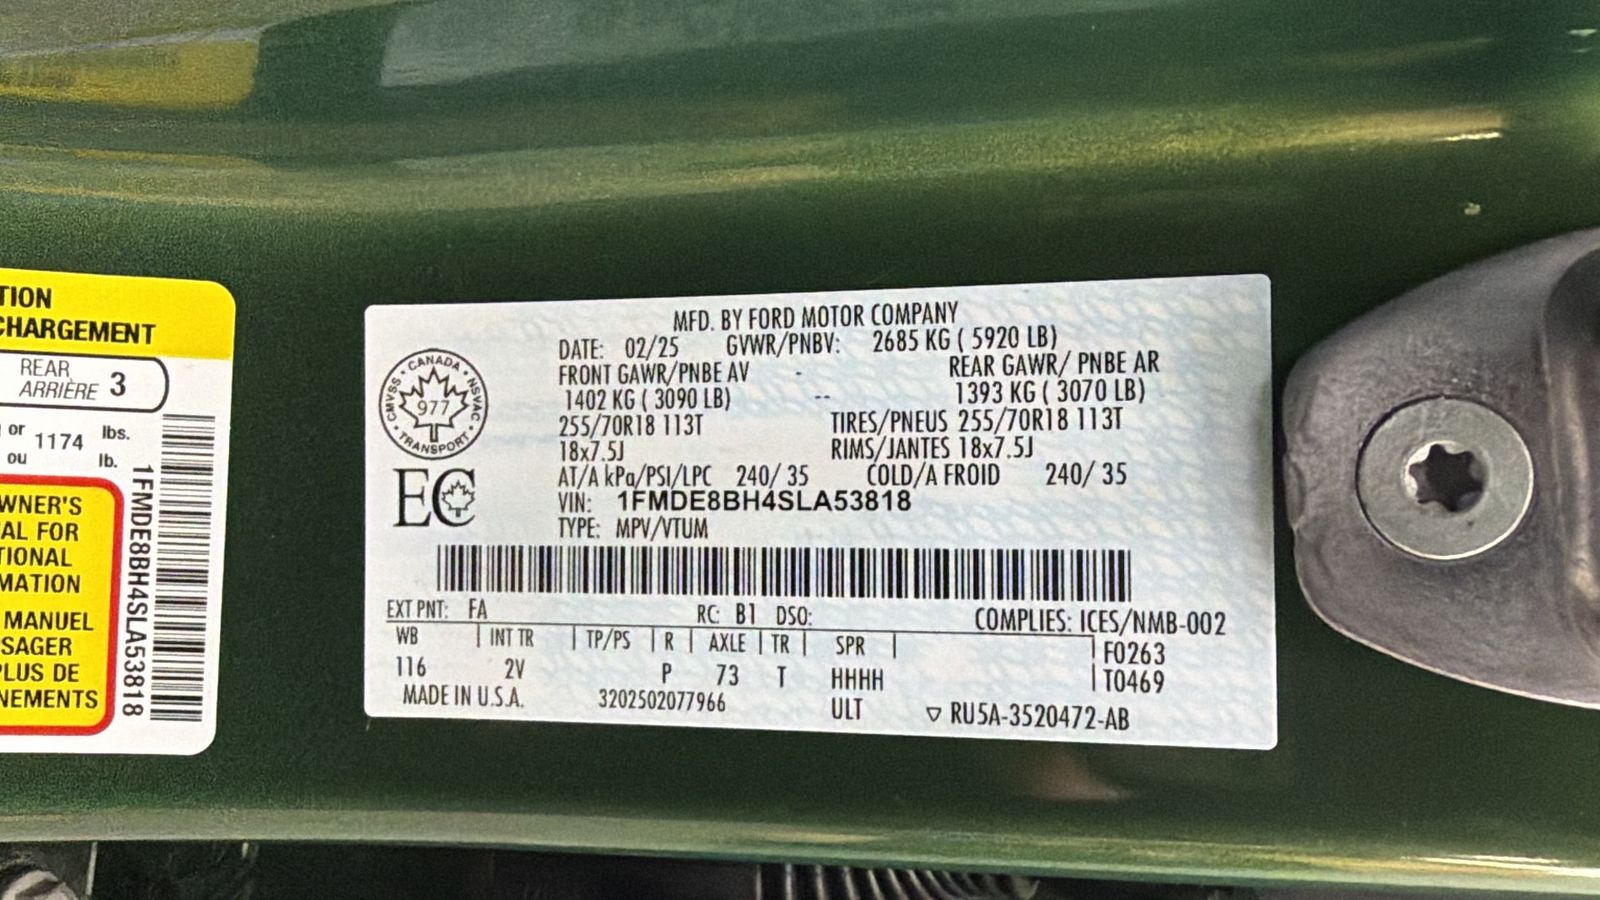 TION
CHARGEMENT
REAR
ARRIÈRE 3
or 1174 lbs.
ou lb.
WNER'S
AL FOR
TIONAL
MATION
MANUEL
SAGER
PLUS DE
NEMENTS
1FMDE8BH4SLA53818
MFD. BY FORD MOTOR COMPANY
DATE: 02/25 GVWR/PNBV: 2685 KG ( 5920 LB)
FRONT GAWR/PNBE AV - REAR GAWR/ PNBE AR
1402 KG ( 3090 LB) -- 1393 KG ( 3070 LB)
255/70R18 113T TIRES/PNEUS 255/70R18 113T
18x7.5J RIMS/JANTES 18x7.5J
AT/A kPa/PSI/LPC 240/ 35 COLD/A FROID 240/ 35
VIN: 1FMDE8BH4SLA53818
TYPE: MPV/VTUM
CANADA
CMVSS 977 NSVAC
TRANSPORT
EC
EXT PNT: FA RC: B1 DSO: COMPLIES: ICES/NMB-002
WB | INT TR | TP/PS | R | AXLE | TR | SPR | F0263
116 2V P 73 T HHHH | T0469
MADE IN U.S.A. 3202502077966 ULT ▽ RU5A-3520472-AB